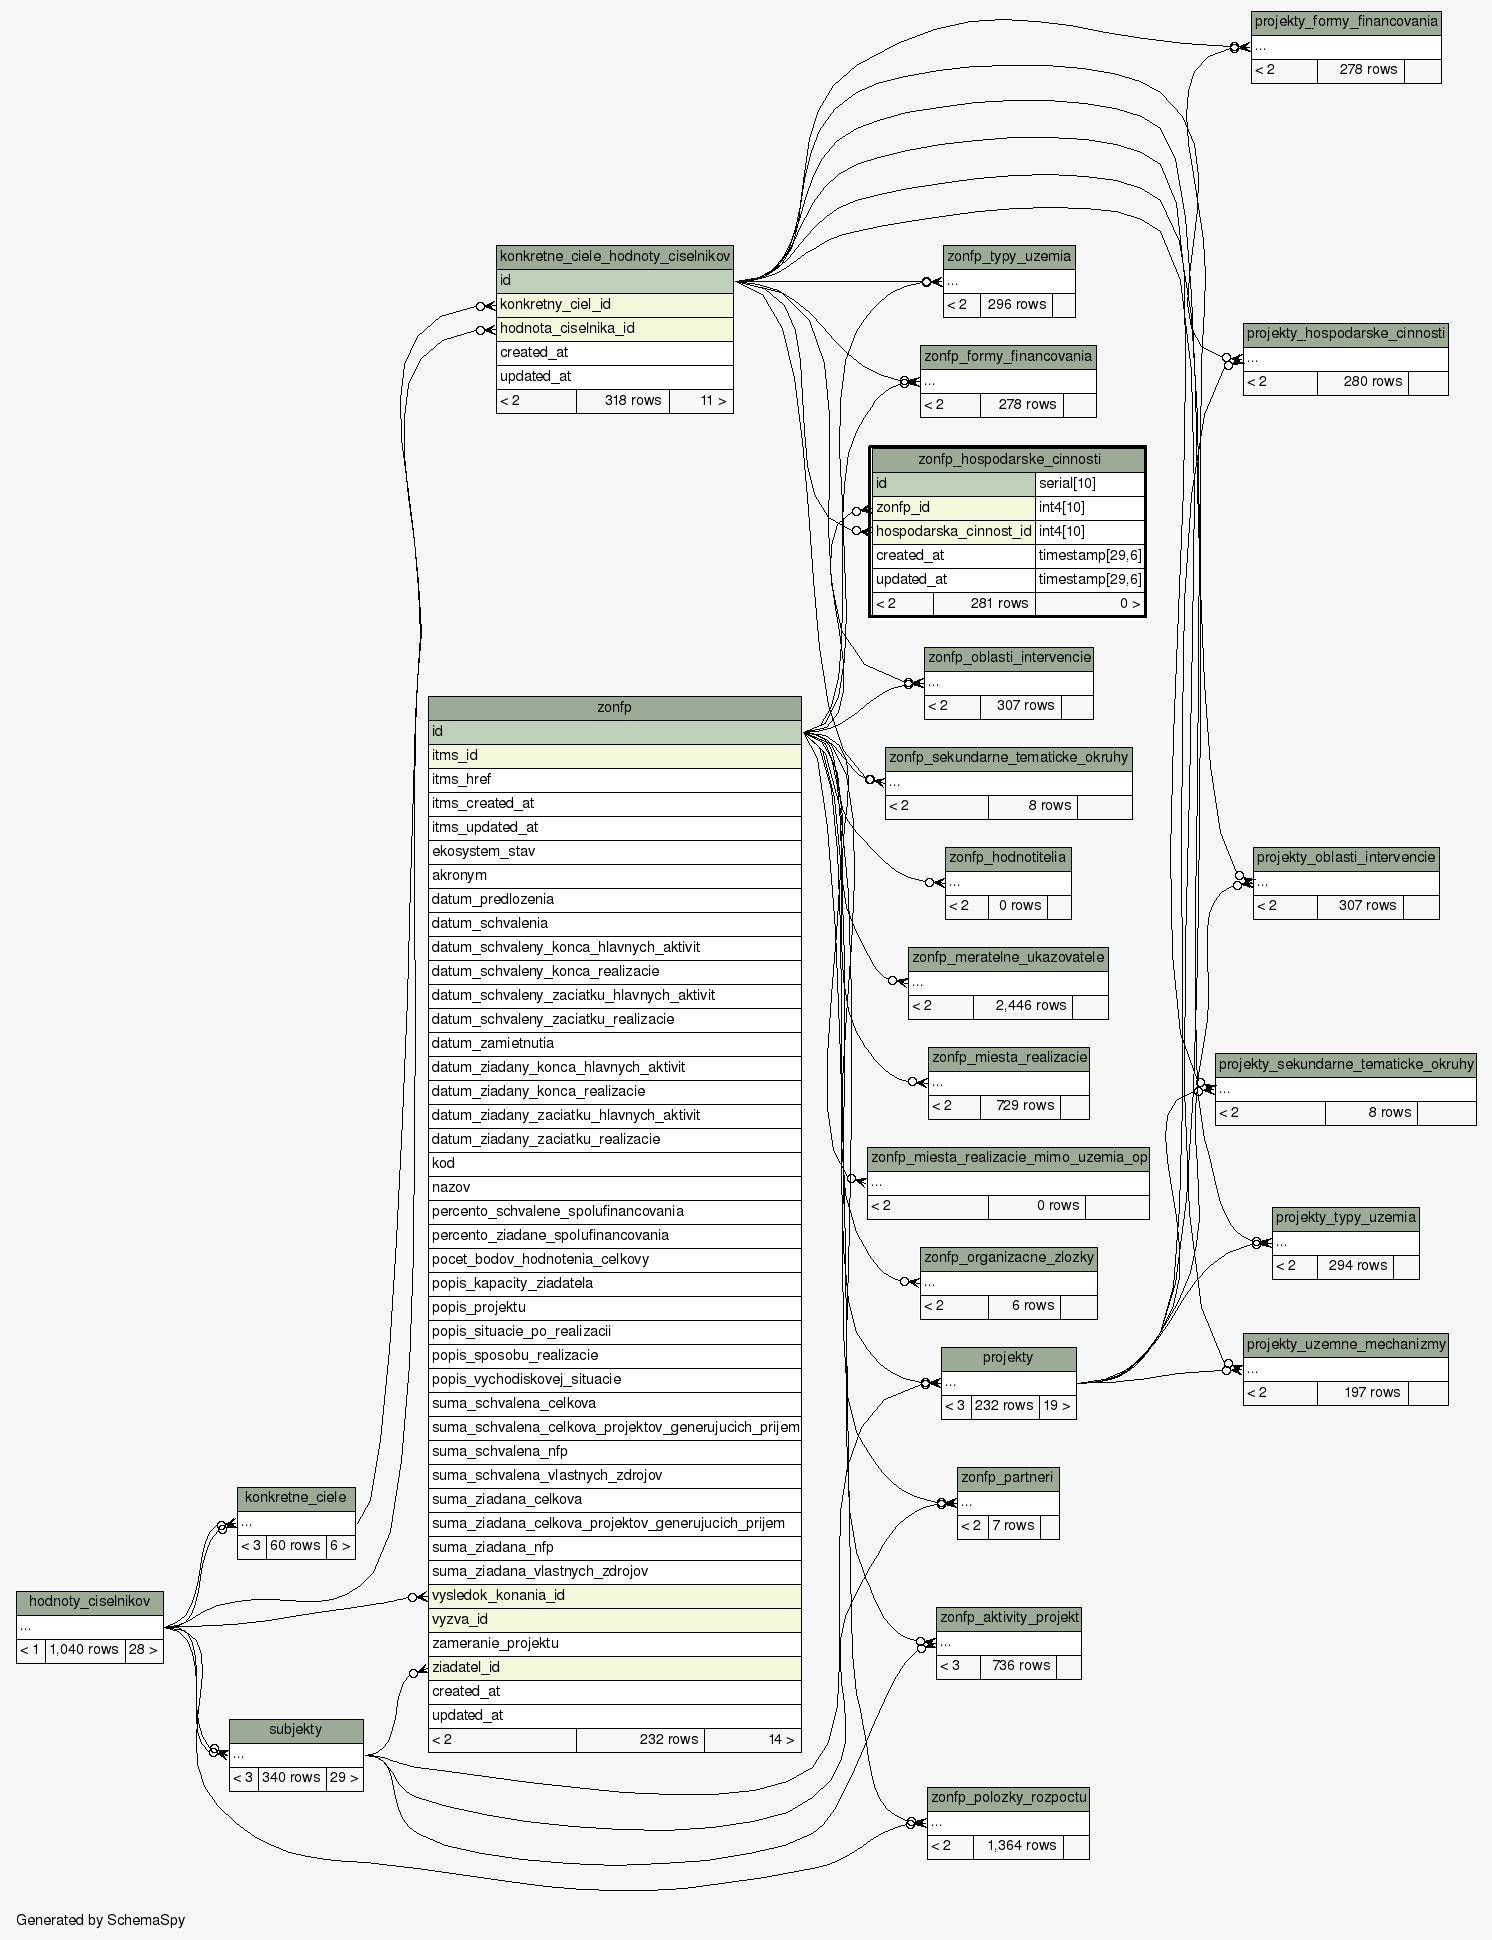 projekty_formy_financovania
...
< 2 278 rows
konkretne_ciele_hodnoty_ciselnikov
id
konkretny_ciel_id
hodnota_ciselnika_id
created_at
updated_at
< 2 318 rows 11 >
zonfp_typy_uzemia
...
< 2 296 rows
projekty_hospodarske_cinnosti
...
< 2 280 rows
zonfp_formy_financovania
...
< 2 278 rows
zonfp_hospodarske_cinnosti
id serial[10]
zonfp_id int4[10]
hospodarska_cinnost_id int4[10]
created_at timestamp[29,6]
updated_at timestamp[29,6]
< 2 281 rows 0 >
zonfp_oblasti_intervencie
...
< 2 307 rows
zonfp
id
itms_id
itms_href
itms_created_at
itms_updated_at
ekosystem_stav
akronym
datum_predlozenia
datum_schvalenia
datum_schvaleny_konca_hlavnych_aktivit
datum_schvaleny_konca_realizacie
datum_schvaleny_zaciatku_hlavnych_aktivit
datum_schvaleny_zaciatku_realizacie
datum_zamietnutia
datum_ziadany_konca_hlavnych_aktivit
datum_ziadany_konca_realizacie
datum_ziadany_zaciatku_hlavnych_aktivit
datum_ziadany_zaciatku_realizacie
kod
nazov
percento_schvalene_spolufinancovania
percento_ziadane_spolufinancovania
pocet_bodov_hodnotenia_celkovy
popis_kapacity_ziadatela
popis_projektu
popis_situacie_po_realizacii
popis_sposobu_realizacie
popis_vychodiskovej_situacie
suma_schvalena_celkova
suma_schvalena_celkova_projektov_generujucich_prijem
suma_schvalena_nfp
suma_schvalena_vlastnych_zdrojov
suma_ziadana_celkova
suma_ziadana_celkova_projektov_generujucich_prijem
suma_ziadana_nfp
suma_ziadana_vlastnych_zdrojov
vysledok_konania_id
vyzva_id
zameranie_projektu
ziadatel_id
created_at
updated_at
< 2 232 rows 14 >
zonfp_sekundarne_tematicke_okruhy
...
< 2 8 rows
zonfp_hodnotitelia
...
< 2 0 rows
projekty_oblasti_intervencie
...
< 2 307 rows
zonfp_meratelne_ukazovatele
...
< 2 2,446 rows
zonfp_miesta_realizacie
...
< 2 729 rows
projekty_sekundarne_tematicke_okruhy
...
< 2 8 rows
zonfp_miesta_realizacie_mimo_uzemia_op
...
< 2 0 rows
projekty_typy_uzemia
...
< 2 294 rows
zonfp_organizacne_zlozky
...
< 2 6 rows
projekty_uzemne_mechanizmy
...
< 2 197 rows
projekty
...
< 3 232 rows 19 >
zonfp_partneri
...
< 2 7 rows
konkretne_ciele
...
< 3 60 rows 6 >
hodnoty_ciselnikov
...
< 1 1,040 rows 28 >
zonfp_aktivity_projekt
...
< 3 736 rows
subjekty
...
< 3 340 rows 29 >
zonfp_polozky_rozpoctu
...
< 2 1,364 rows
Generated by SchemaSpy